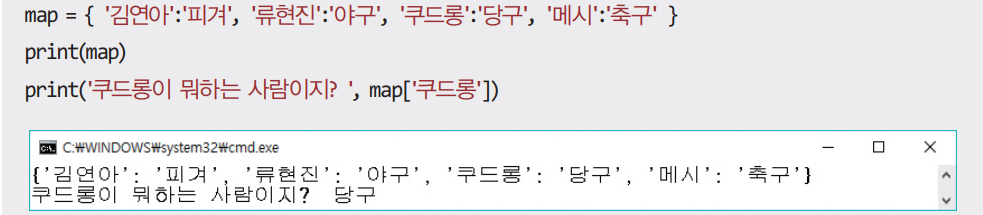 map = { '김연아':'피겨', '류현진':'야구', '쿠드롱':'당구', '메시':'축구' }
print(map)
print('쿠드롱이 뭐하는 사람이지? ', map['쿠드롱'])
C:\WINDOWS\system32\cmd.exe
{'김연아': '피겨', '류현진': '야구', '쿠드롱': '당구', '메시': '축구'}
쿠드롱이 뭐하는 사람이지?  당구